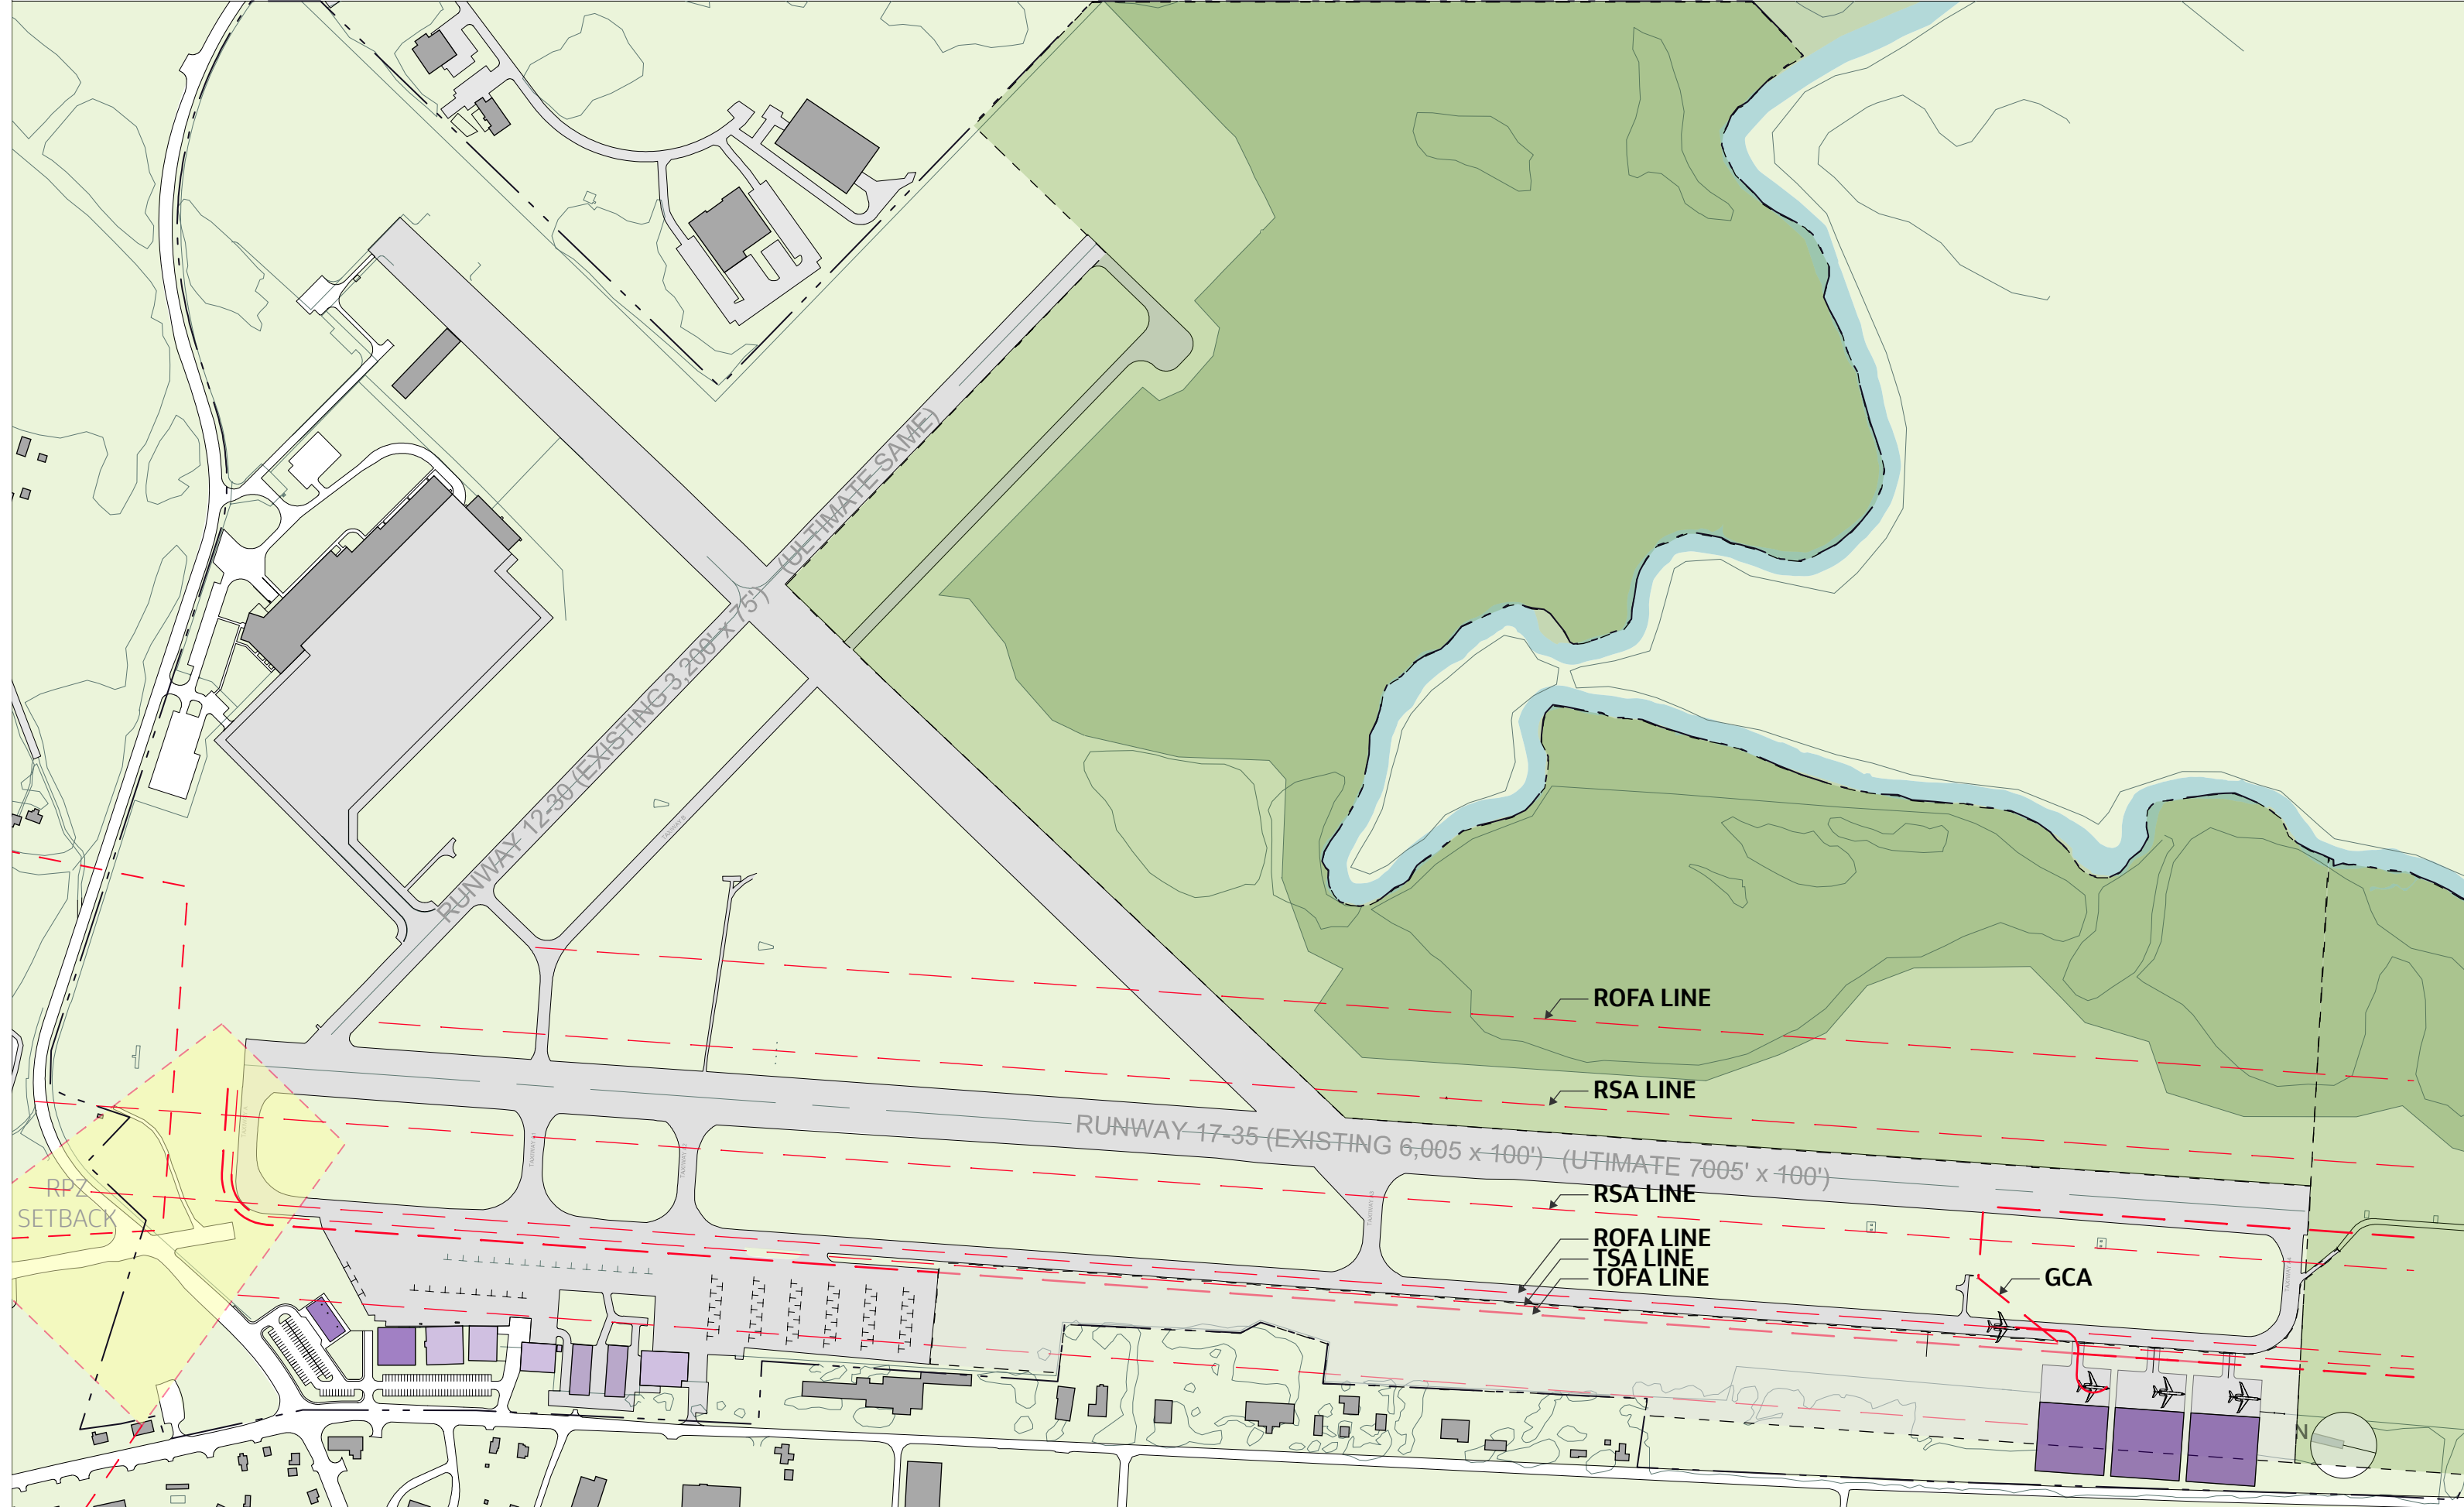 RUNWAY 12-30 (EXISTING 3,200' x 75') (ULTIMATE SAME)
TAXIWAY B
ROFA LINE
RSA LINE
RUNWAY 17-35 (EXISTING 6,005 x 100') (UTIMATE 7005' x 100')
RPZ
SETBACK
RSA LINE
ROFA LINE
TSA LINE
TOFA LINE
GCA
N